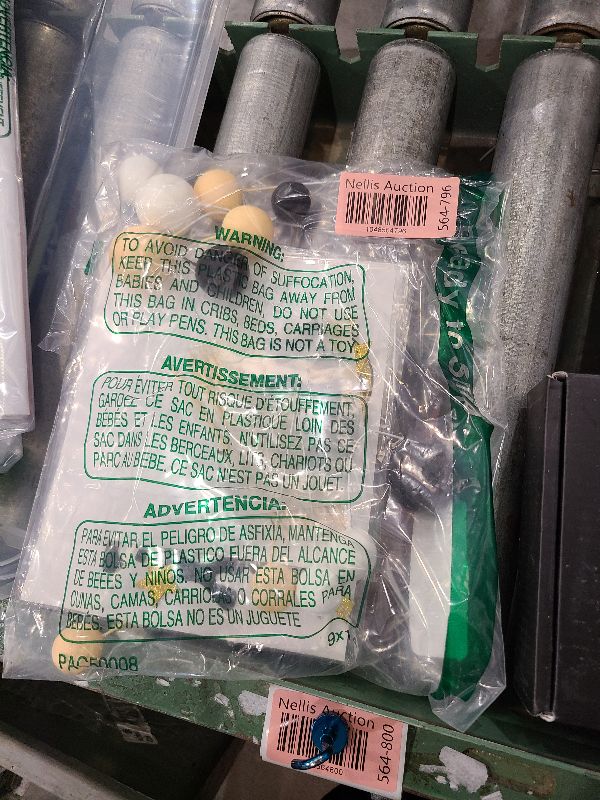 Nellis Auction
564-796
Ready to
WARNING:
TO AVOID DANGER OF SUFFOCATION,
KEEP THIS PLASTIC BAG AWAY FROM
BABIES AND CHILDREN, DO NOT USE
THIS BAG IN CRIBS, BEDS, CARRIAGES
OR PLAY PENS. THIS BAG IS NOT A TOY
AVERTISSEMENT:
POUR ÉVITER TOUT RISQUE D'ÉTOUFFEMENT,
GARDEZ CE SAC EN PLASTIQUE LOIN DES
BÉBÉS ET LES ENFANTS. N'UTILISEZ PAS CE
SAC DANS LES BERCEAUX, LITS, CHARIOTS OU
PARC AU BEBE, CE SAC N'EST PAS UN JOUET.
ADVERTENCIA:
PARA EVITAR EL PELIGRO DE ASFIXIA, MANTENGA
ESTA BOLSA DE PLASTICO FUERA DEL ALCANCE
DE BEBES Y NIÑOS. NO USAR ESTA BOLSA EN
CUNAS, CAMAS, CARRIOLAS O CORRALES PARA
BEBÉS, ESTA BOLSA NO ES UN JUGUETE
9X1
PAC50008
Nellis Auction
564-800